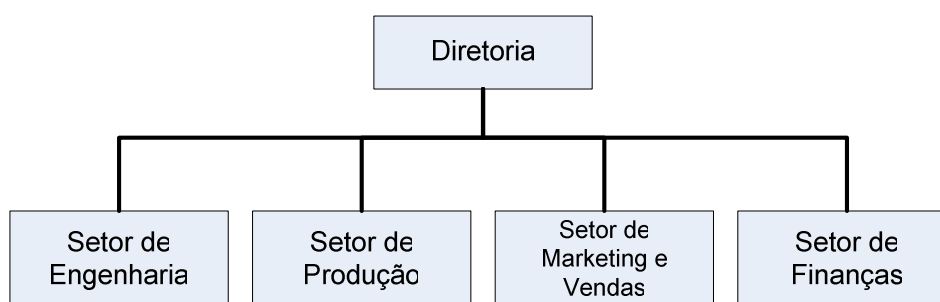 Diretoria
Setor de
Engenharia
Setor de
Produção
Setor de
Marketing e
Vendas
Setor de
Finanças